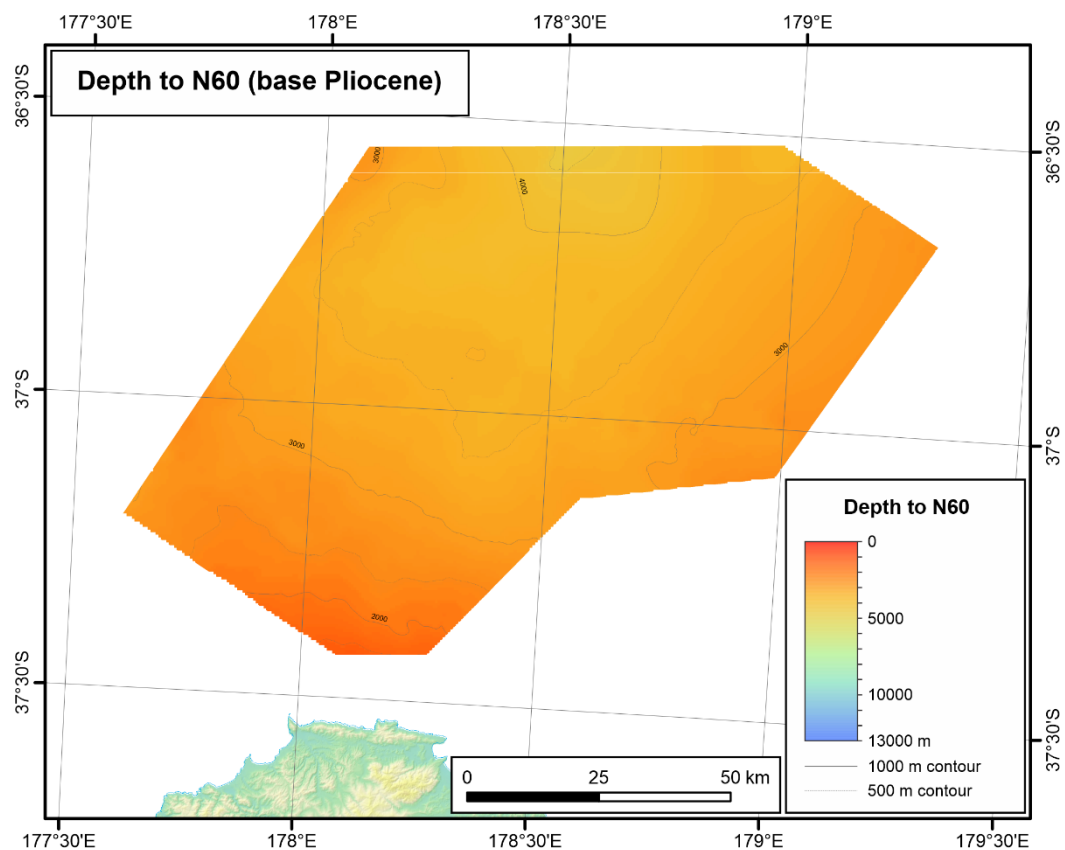 177°30'E 178°E 178°30'E 179°E
Depth to N60 (base Pliocene)
36°30'S
36°30'S
3000
4000
3000
37°S
37°S
3000
2000
Depth to N60
0
5000
10000
13000 m
1000 m contour
500 m contour
37°30'S
37°30'S
0 25 50 km
177°30'E 178°E 178°30'E 179°E 179°30'E